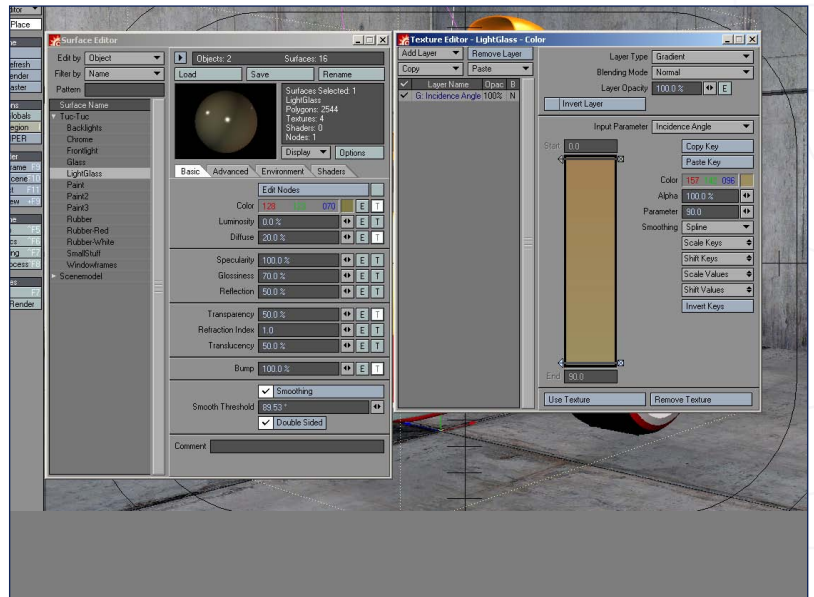 Place
efresh
ender
aster
lobals
egion
PER
rame F9
cene F10
F11
Render
Surface Editor
Edit by Object
Filter by Name
Pattern
Surface Name
Tuc-Tuc
Backlights
Chrome
Frontlight
Glass
LightGlass
Paint
Paint2
Paint3
Rubber
Rubber-Red
Rubber-White
SmallStuff
Windowframes
Scenemodel
Objects: 2 Surfaces: 16
Load Save Rename
Surfaces Selected: 1
LightGlass
Polygons: 2544
Textures: 4
Shaders: 0
Nodes: 1
Display Options
Basic Advanced Environment Shaders
Edit Nodes
Color 128 070 E T
Luminosity 0.0 % E T
Diffuse 20.0 % E T
Specularity 100.0 % E T
Glossiness 70.0 % E T
Reflection 50.0 % E T
Transparency 50.0 % E T
Refraction Index 1.0 E T
Translucency 50.0 % E T
Bump 100.0 % E T
Smoothing
Smooth Threshold 89.53 °
Double Sided
Comment
Texture Editor - LightGlass - Color
Add Layer Remove Layer
Copy Paste
Layer Name Opac B
G: Incidence Angle 100% N
Layer Type Gradient
Blending Mode Normal
Layer Opacity 100.0 % E
Invert Layer
Input Parameter Incidence Angle
Start 0.0
Copy Key
Paste Key
Color 157 096
Alpha 100.0 %
Parameter 90.0
Smoothing Spline
Scale Keys
Shift Keys
Scale Values
Shift Values
Invert Keys
End 90.0
Use Texture Remove Texture